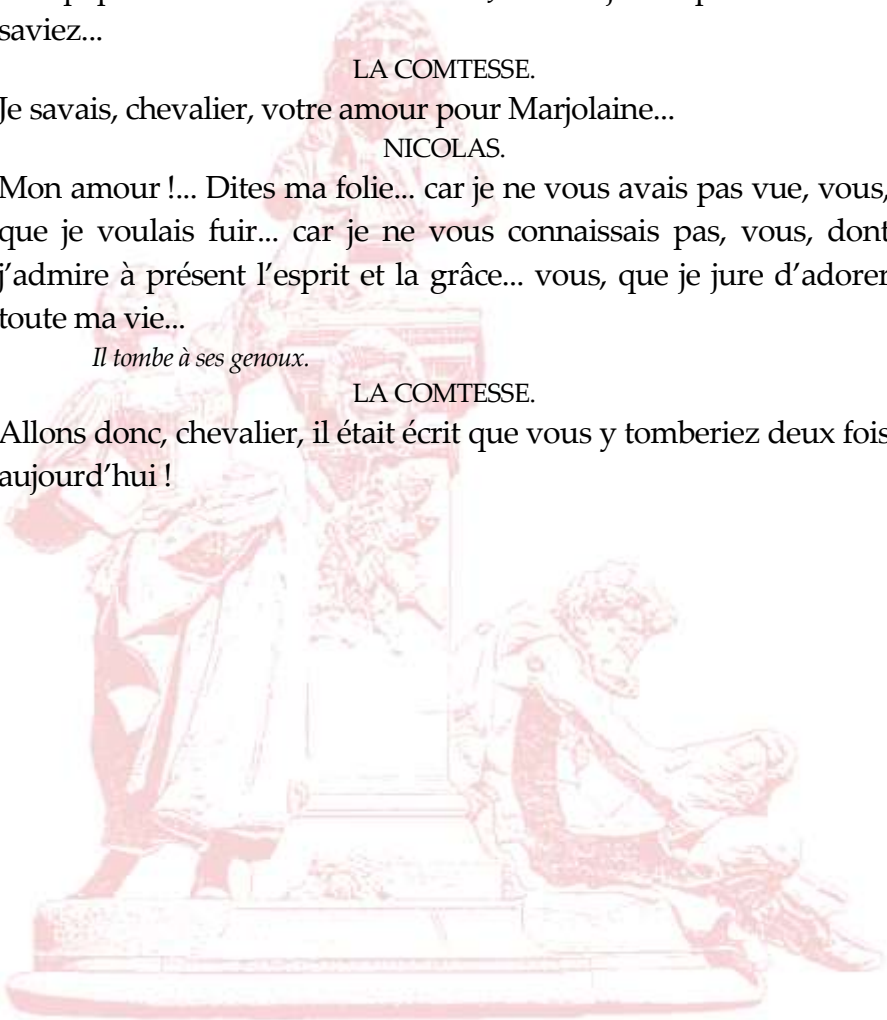 saviez...
LA COMTESSE.
Je savais, chevalier, votre amour pour Marjolaine...
NICOLAS.
Mon amour !... Dites ma folie... car je ne vous avais pas vue, vous,
que je voulais fuir... car je ne vous connaissais pas, vous, dont
j’admire à présent l’esprit et la grâce... vous, que je jure d’adorer
toute ma vie...
Il tombe à ses genoux.
LA COMTESSE.
Allons donc, chevalier, il était écrit que vous y tomberiez deux fois
aujourd’hui !